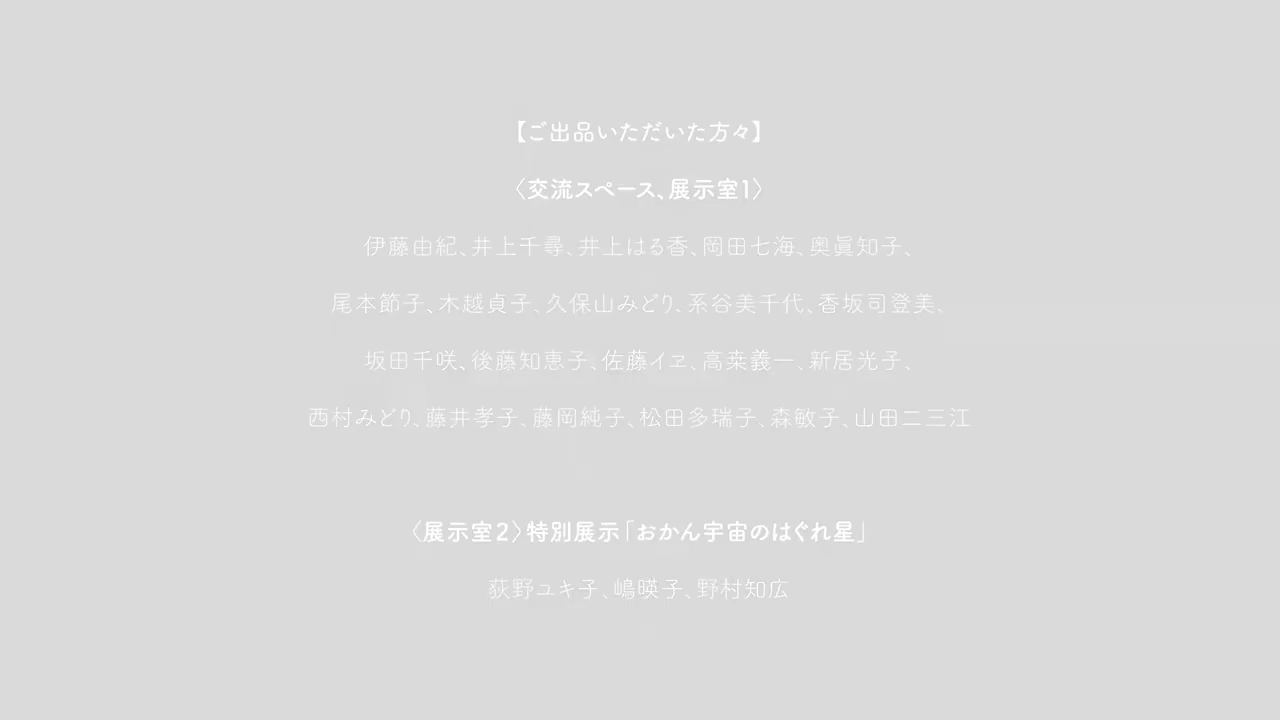 【ご出品いただいた方々】
〈交流スペース、展示室1〉
伊藤由紀、井上千尋、井上はる香、岡田七海、奥眞知子、
尾本節子、木越貞子、久保山みどり、系谷美千代、香坂司登美、
坂田千咲、後藤知恵子、佐藤イヱ、高桒義一、新居光子、
西村みどり、藤井孝子、藤岡純子、松田多瑞子、森敏子、山田二三江
〈展示室2〉特別展示「おかん宇宙のはぐれ星」
荻野ユキ子、嶋暎子、野村知広